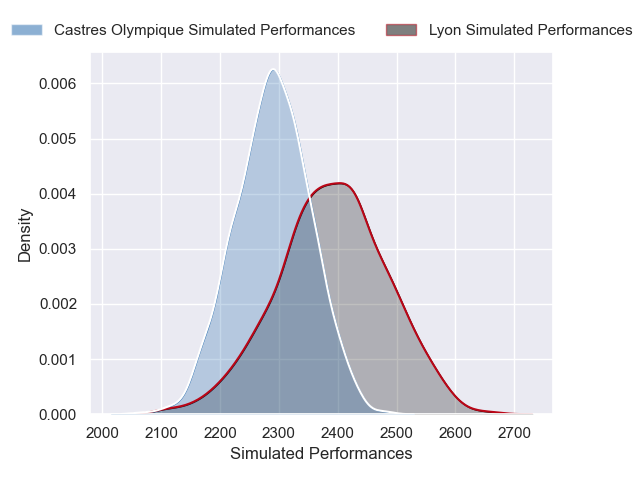 Castres Olympique Simulated Performances Lyon Simulated Performances
0.006
0.005
0.004
0.003
0.002
0.001
0.000
Density
2000 2100 2200 2300 2400 2500 2600 2700
Simulated Performances